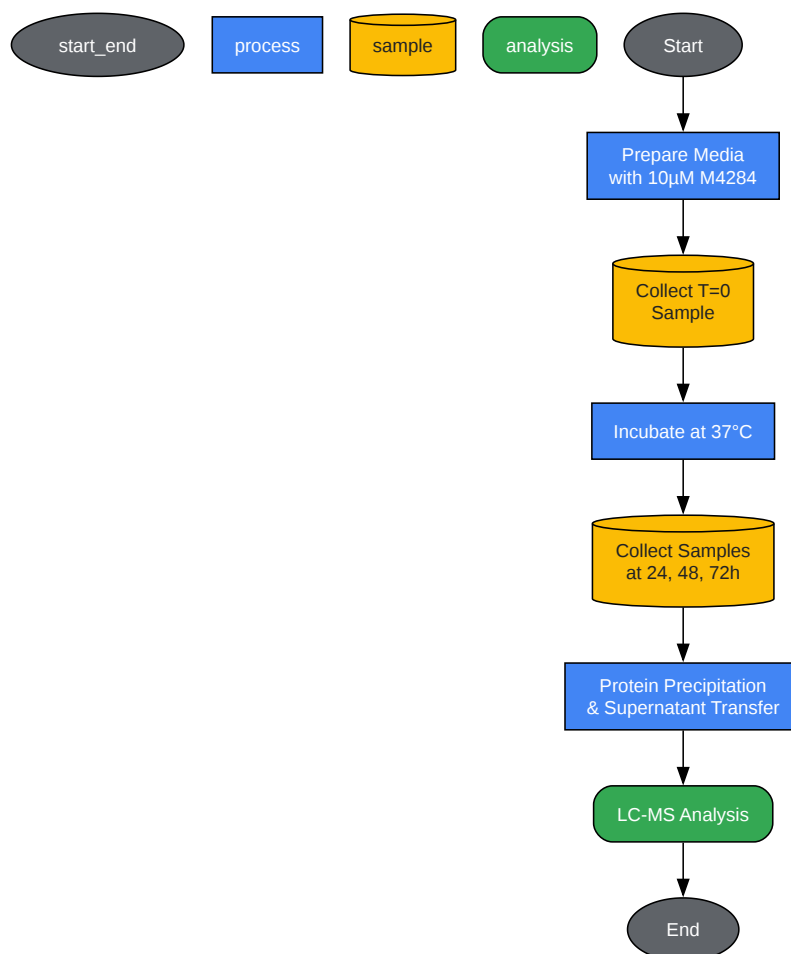 start_end
process
sample
analysis
Start
Prepare Media
with 10µM M4284
Collect T=0
Sample
Incubate at 37°C
Collect Samples
at 24, 48, 72h
Protein Precipitation
& Supernatant Transfer
LC-MS Analysis
End